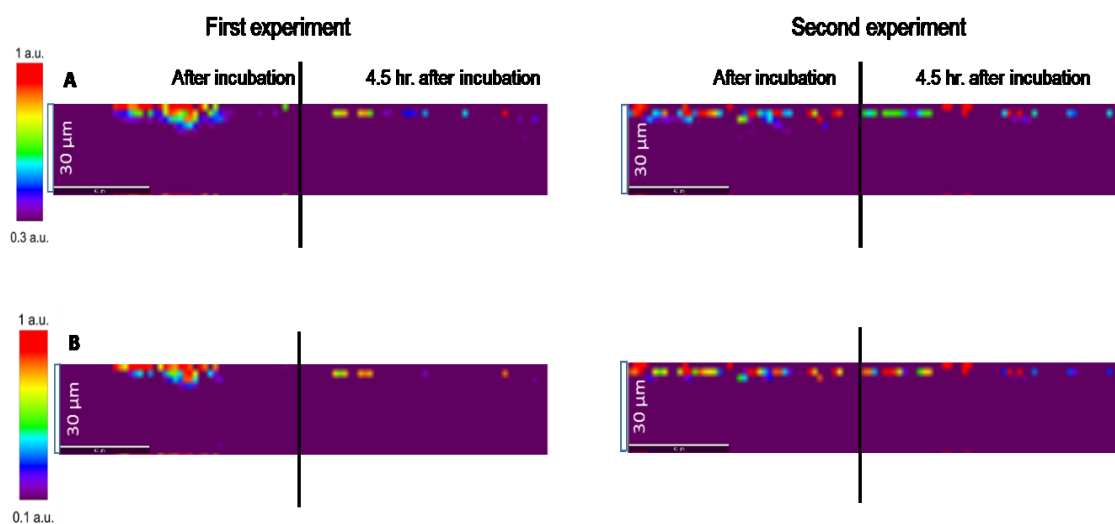 First experiment
Second experiment
1 a.u.
A
After incubation
4.5 hr. after incubation
After incubation
4.5 hr. after incubation
30 µm
30 µm
0.3 a.u.
1 a.u.
B
30 µm
30 µm
0.1 a.u.